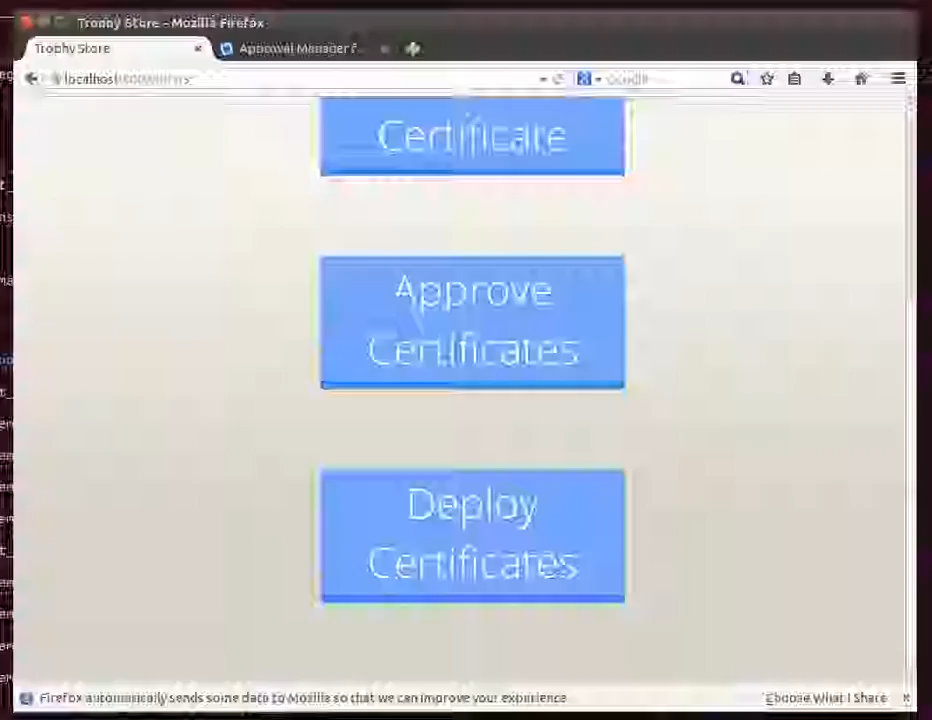 Trophy Store - Mozilla Firefox
Trophy Store
Approval Manager f...
localhost
Google
Certificate
Approve
Certificates
Deploy
Certificates
Firefox automatically sends some data to Mozilla so that we can improve your experience
Choose What I Share